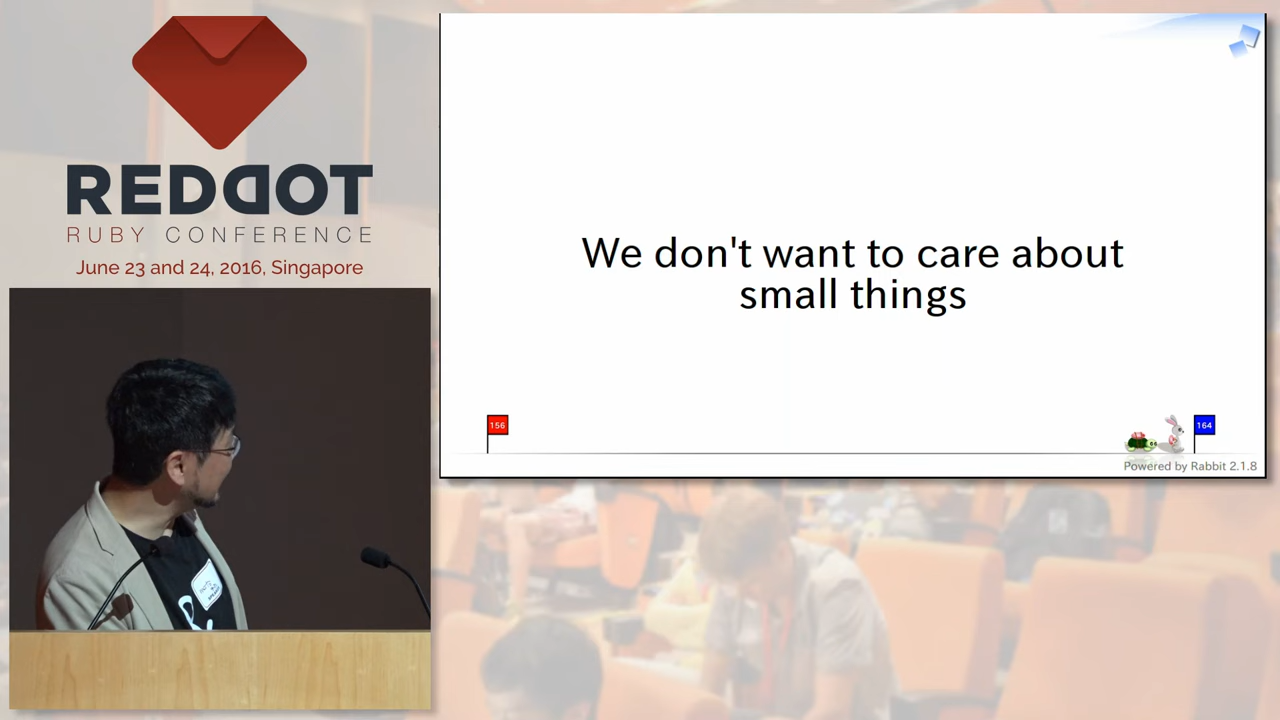 REDDOT
RUBY CONFERENCE
June 23 and 24, 2016, Singapore
We don't want to care about
small things
156
164
Powered by Rabbit 2.1.8